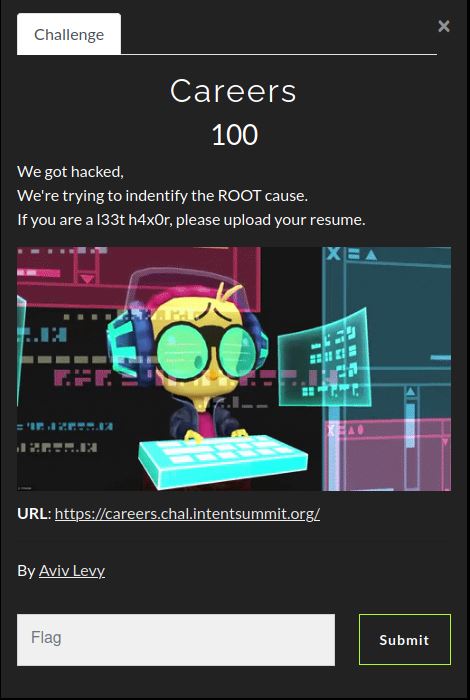 Challenge
×
Careers
100
We got hacked,
We're trying to indentify the ROOT cause.
If you are a l33t h4x0r, please upload your resume.
URL: https://careers.chal.intentsummit.org/
By Aviv Levy
Flag
Submit